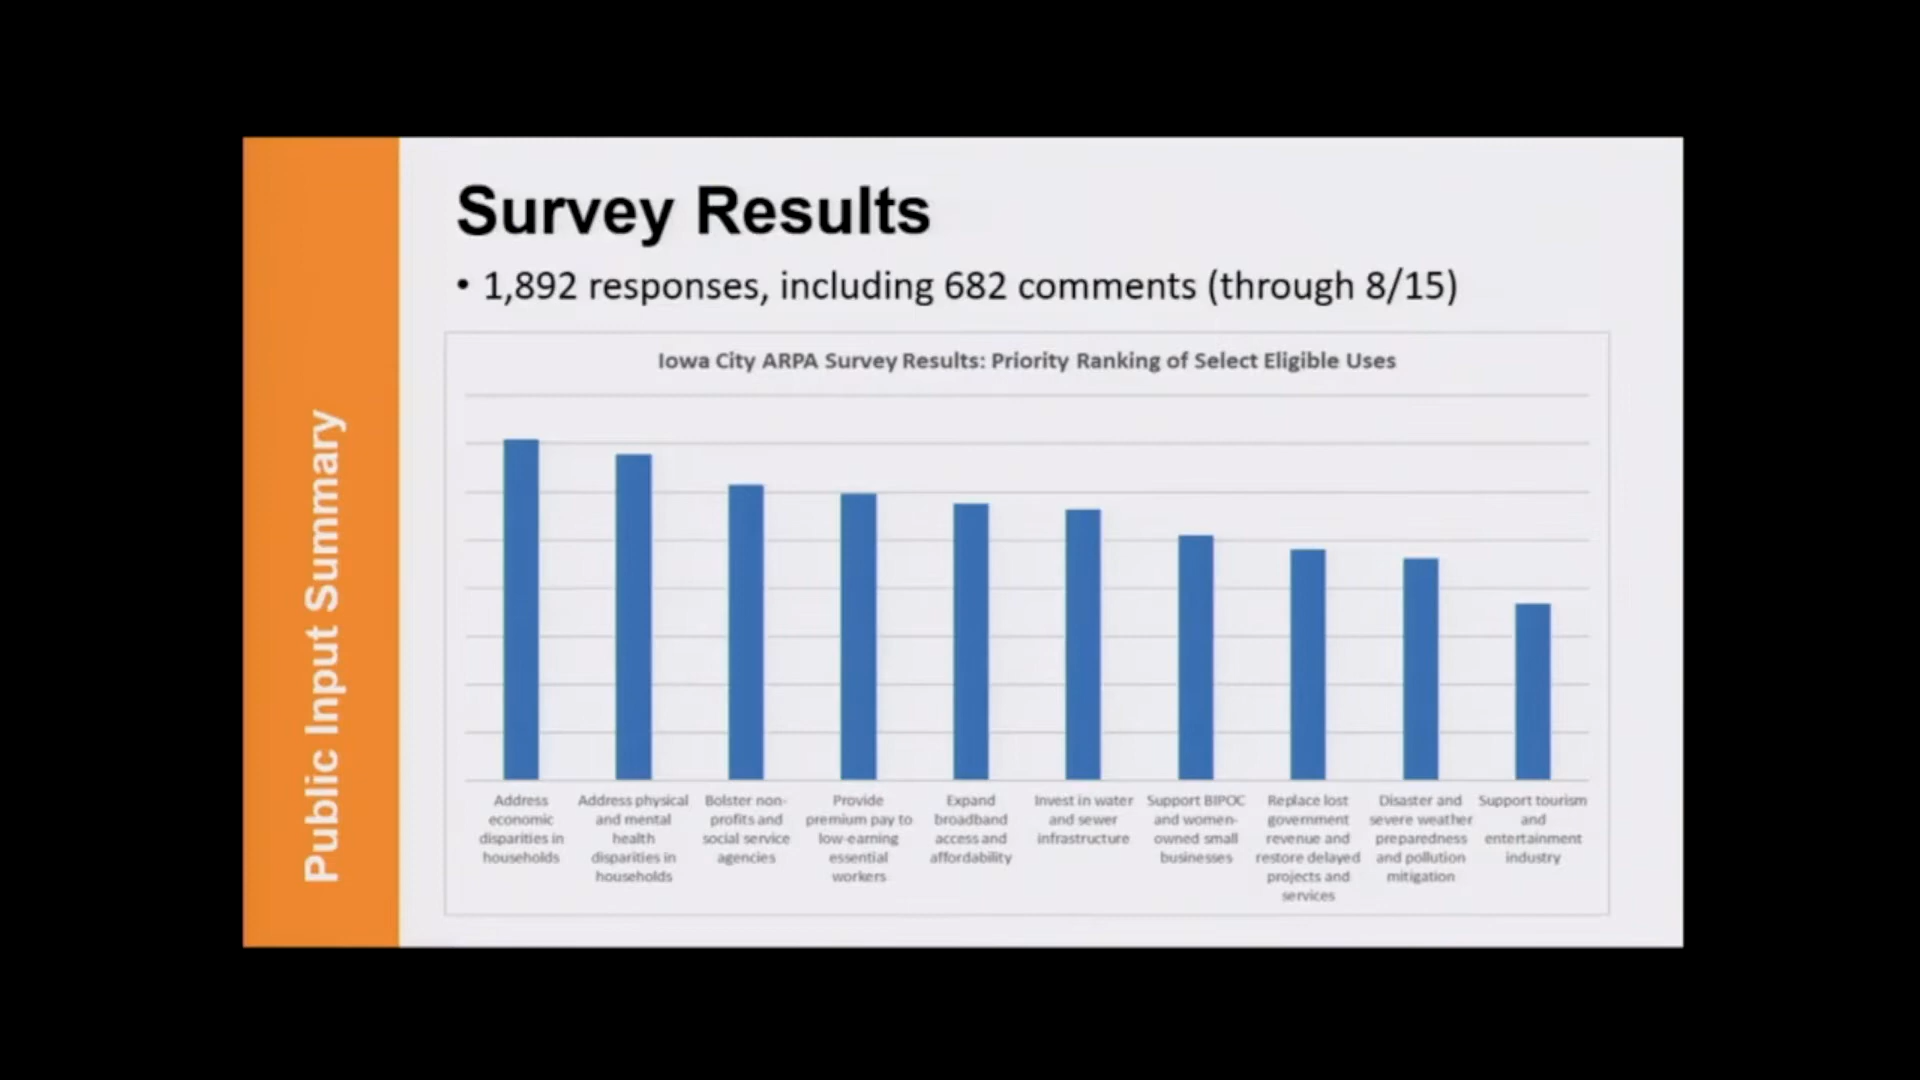 Public Input Summary
Survey Results
• 1,892 responses, including 682 comments (through 8/15)
Iowa City ARPA Survey Results: Priority Ranking of Select Eligible Uses
Address
economic
disparities in
households
Address physical
and mental
health
disparities in
households
Bolster non-
profits and
social service
agencies
Provide
premium pay to
low-earning
essential
workers
Expand
broadband
access and
affordability
Invest in water
and sewer
infrastructure
Support BIPOC
and women-
owned small
businesses
Replace lost
government
revenue and
restore delayed
projects and
services
Disaster and
severe weather
preparedness
and pollution
mitigation
Support tourism
and
entertainment
industry